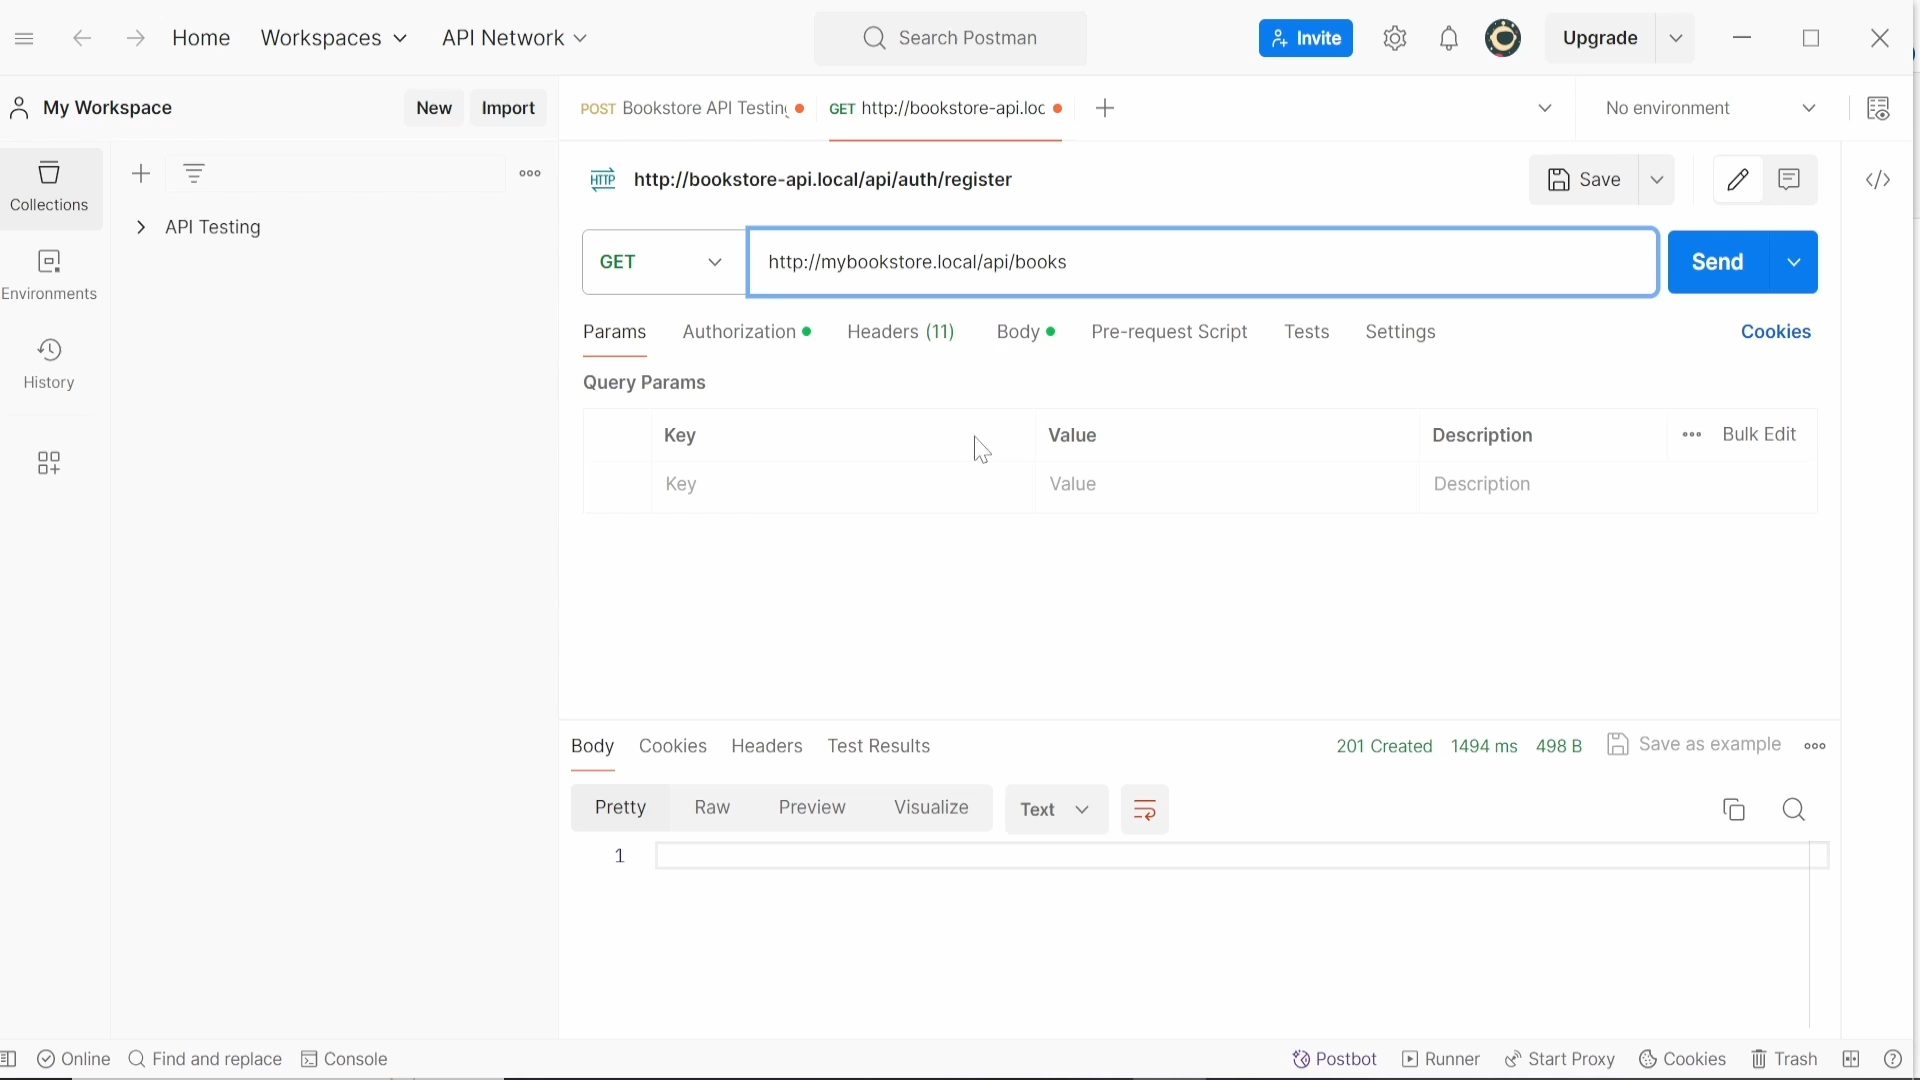 Home
Workspaces
API Network
Search Postman
Invite
Upgrade
My Workspace
New
Import
POST Bookstore API Testing
GET http://bookstore-api.loc
No environment
Collections
API Testing
Environments
History
HTTP http://bookstore-api.local/api/auth/register
Save
GET
http://mybookstore.local/api/books
Send
Params
Authorization
Headers (11)
Body
Pre-request Script
Tests
Settings
Cookies
Query Params
Key
Value
Description
Bulk Edit
Key
Value
Description
Body
Cookies
Headers
Test Results
201 Created
1494 ms
498 B
Save as example
Pretty
Raw
Preview
Visualize
Text
1
Online
Find and replace
Console
Postbot
Runner
Start Proxy
Cookies
Trash